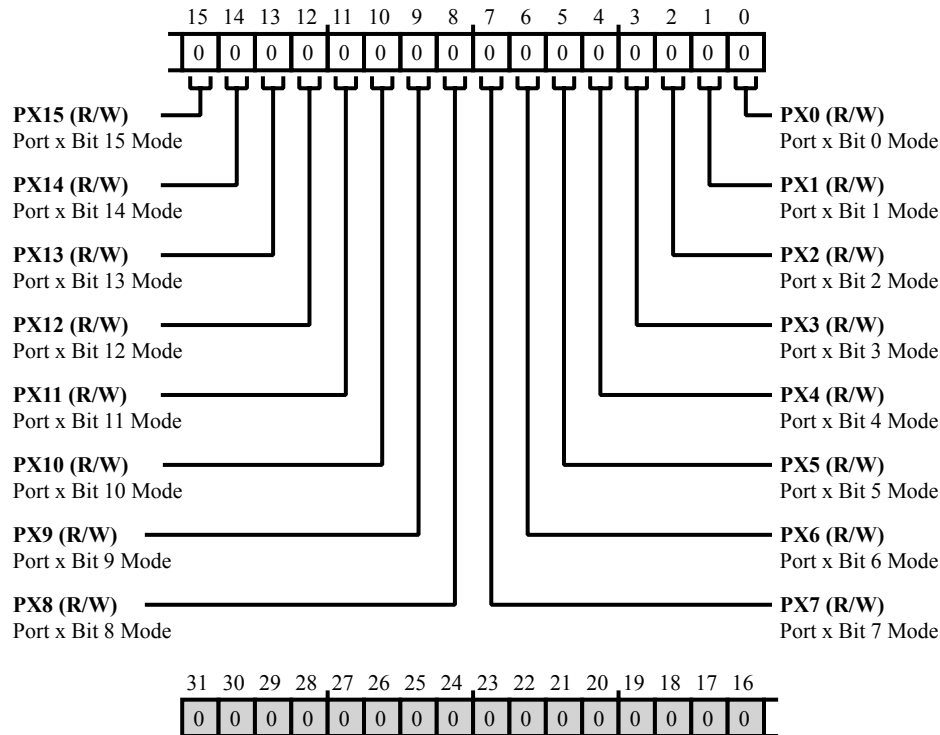 15 14 13 12 11 10 9 8 7 6 5 4 3 2 1 0
0 0 0 0 0 0 0 0 0 0 0 0 0 0 0 0
PX15 (R/W)
Port x Bit 15 Mode
PX0 (R/W)
Port x Bit 0 Mode
PX14 (R/W)
Port x Bit 14 Mode
PX1 (R/W)
Port x Bit 1 Mode
PX13 (R/W)
Port x Bit 13 Mode
PX2 (R/W)
Port x Bit 2 Mode
PX12 (R/W)
Port x Bit 12 Mode
PX3 (R/W)
Port x Bit 3 Mode
PX11 (R/W)
Port x Bit 11 Mode
PX4 (R/W)
Port x Bit 4 Mode
PX10 (R/W)
Port x Bit 10 Mode
PX5 (R/W)
Port x Bit 5 Mode
PX9 (R/W)
Port x Bit 9 Mode
PX6 (R/W)
Port x Bit 6 Mode
PX8 (R/W)
Port x Bit 8 Mode
PX7 (R/W)
Port x Bit 7 Mode
31 30 29 28 27 26 25 24 23 22 21 20 19 18 17 16
0 0 0 0 0 0 0 0 0 0 0 0 0 0 0 0